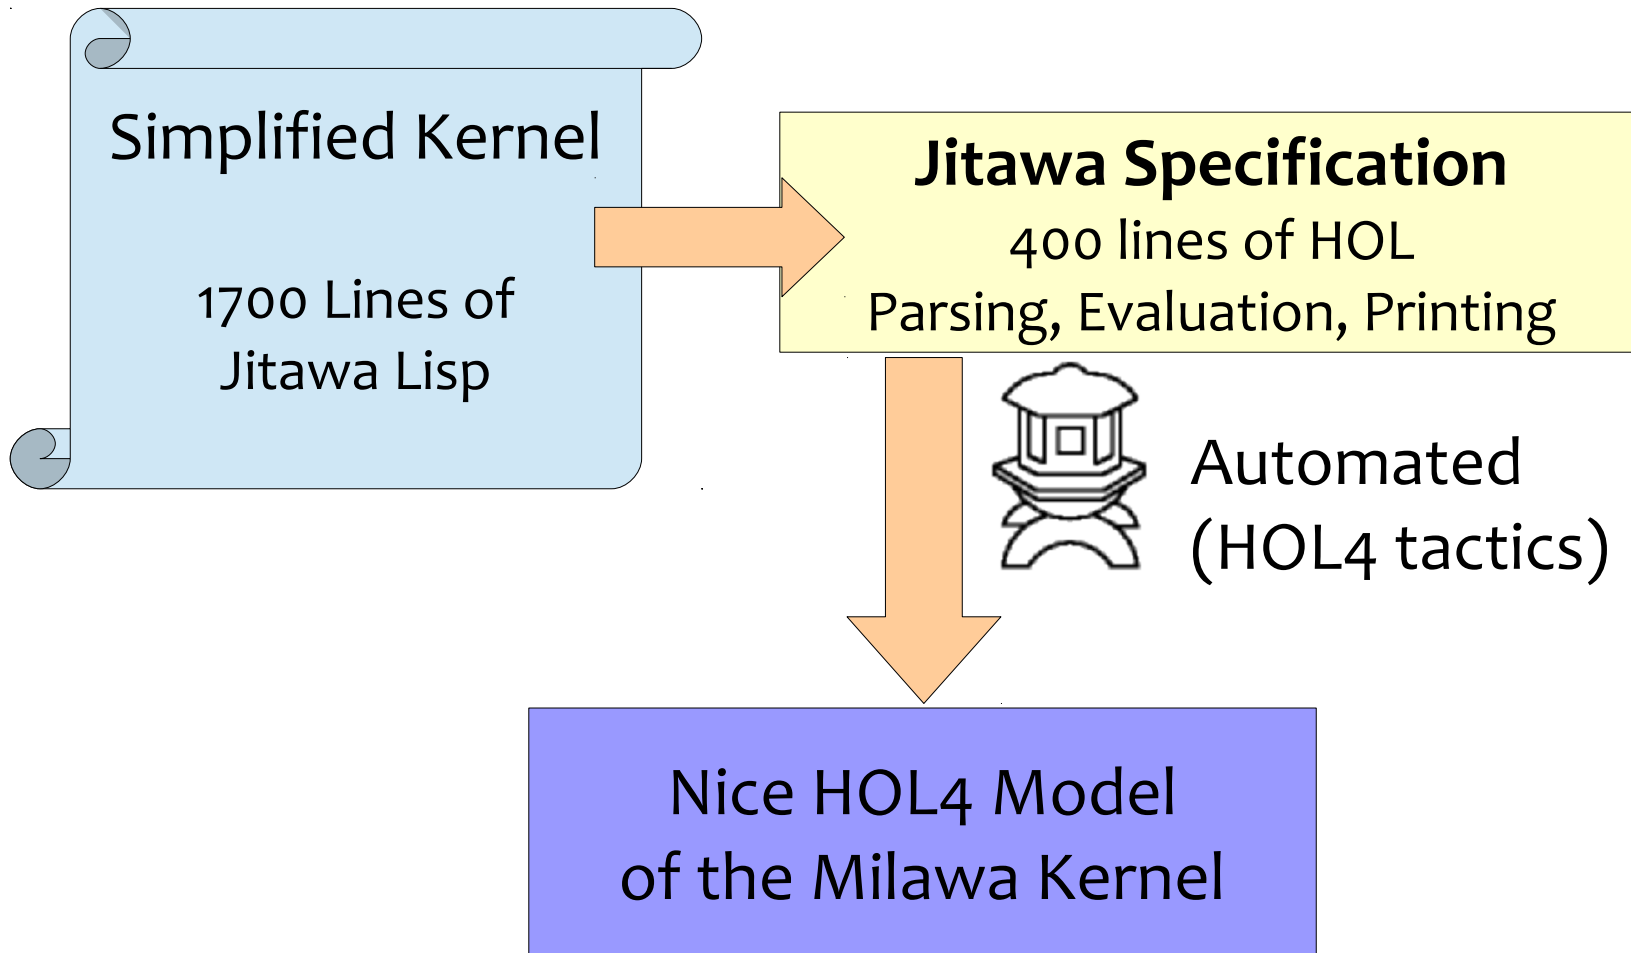 Simplified Kernel
1700 Lines of
Jitawa Lisp
Jitawa Specification
400 lines of HOL
Parsing, Evaluation, Printing
Automated
(HOL4 tactics)
Nice HOL4 Model
of the Milawa Kernel